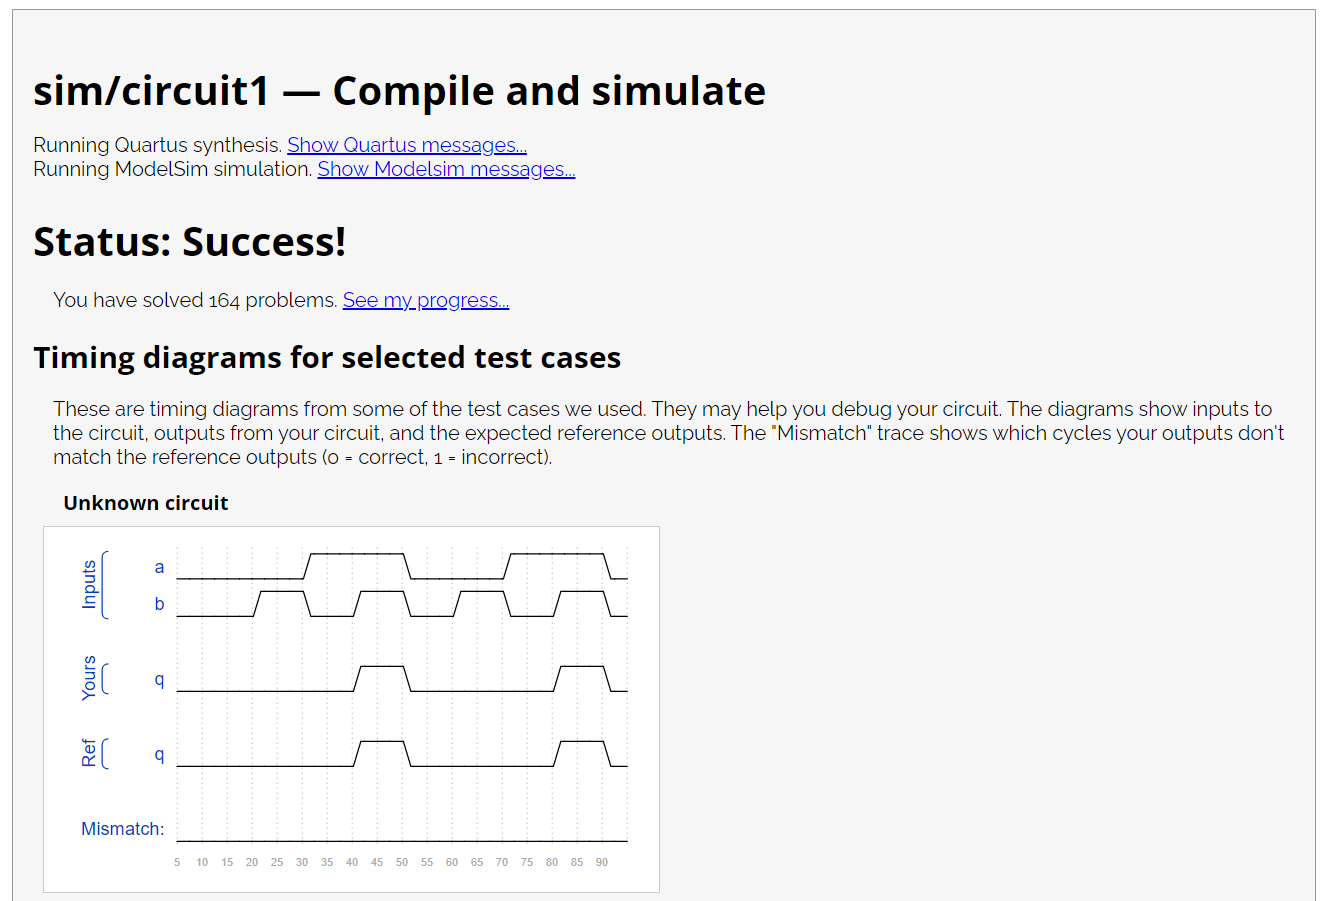 sim/circuit1 — Compile and simulate
Running Quartus synthesis. Show Quartus messages...
Running ModelSim simulation. Show Modelsim messages...
Status: Success!
You have solved 164 problems. See my progress...
Timing diagrams for selected test cases
These are timing diagrams from some of the test cases we used. They may help you debug your circuit. The diagrams show inputs to
the circuit, outputs from your circuit, and the expected reference outputs. The "Mismatch" trace shows which cycles your outputs don't
match the reference outputs (0 = correct, 1 = incorrect).
Unknown circuit
Inputs
a
b
Yours
q
Ref
q
Mismatch:
5 10 15 20 25 30 35 40 45 50 55 60 65 70 75 80 85 90